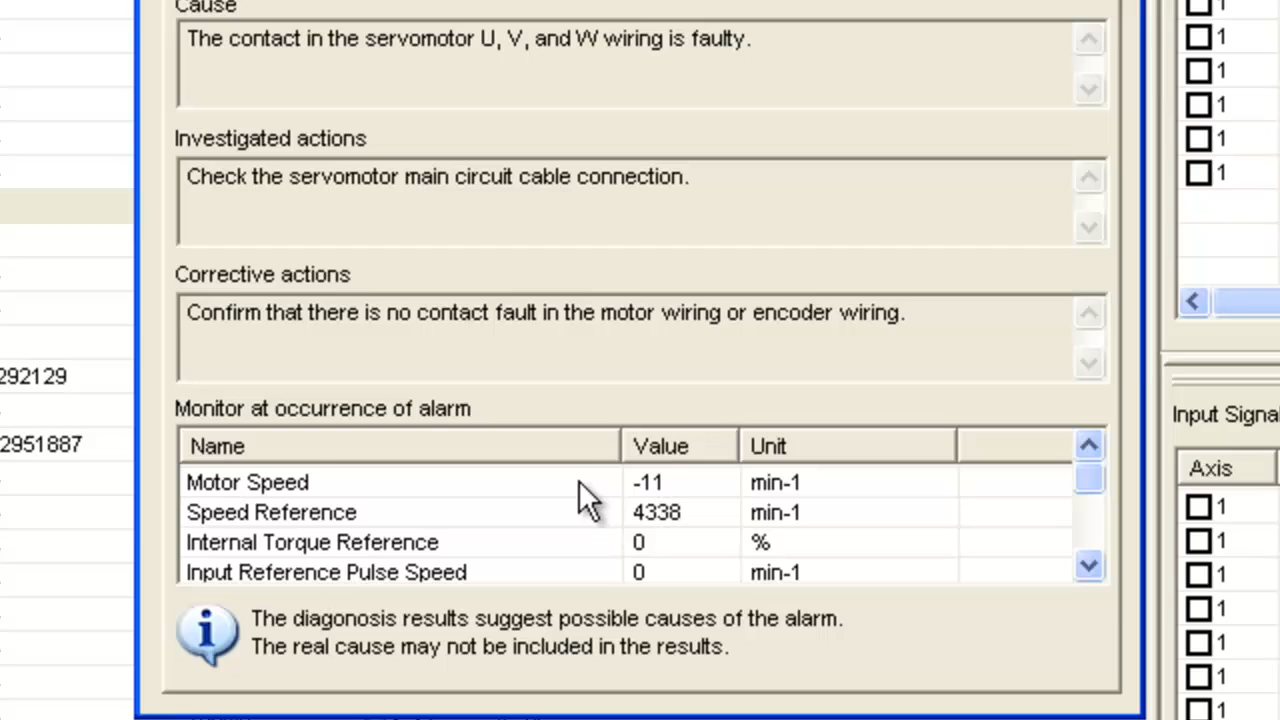 Cause
The contact in the servomotor U, V, and W wiring is faulty.
Investigated actions
Check the servomotor main circuit cable connection.
Corrective actions
Confirm that there is no contact fault in the motor wiring or encoder wiring.
Monitor at occurrence of alarm
Name Value Unit
Motor Speed -11 min-1
Speed Reference 4338 min-1
Internal Torque Reference 0 %
Input Reference Pulse Speed 0 min-1
The diagonosis results suggest possible causes of the alarm.
The real cause may not be included in the results.
292129
2951887
1
1
1
1
1
1
Input Signa
Axis
1
1
1
1
1
1
1